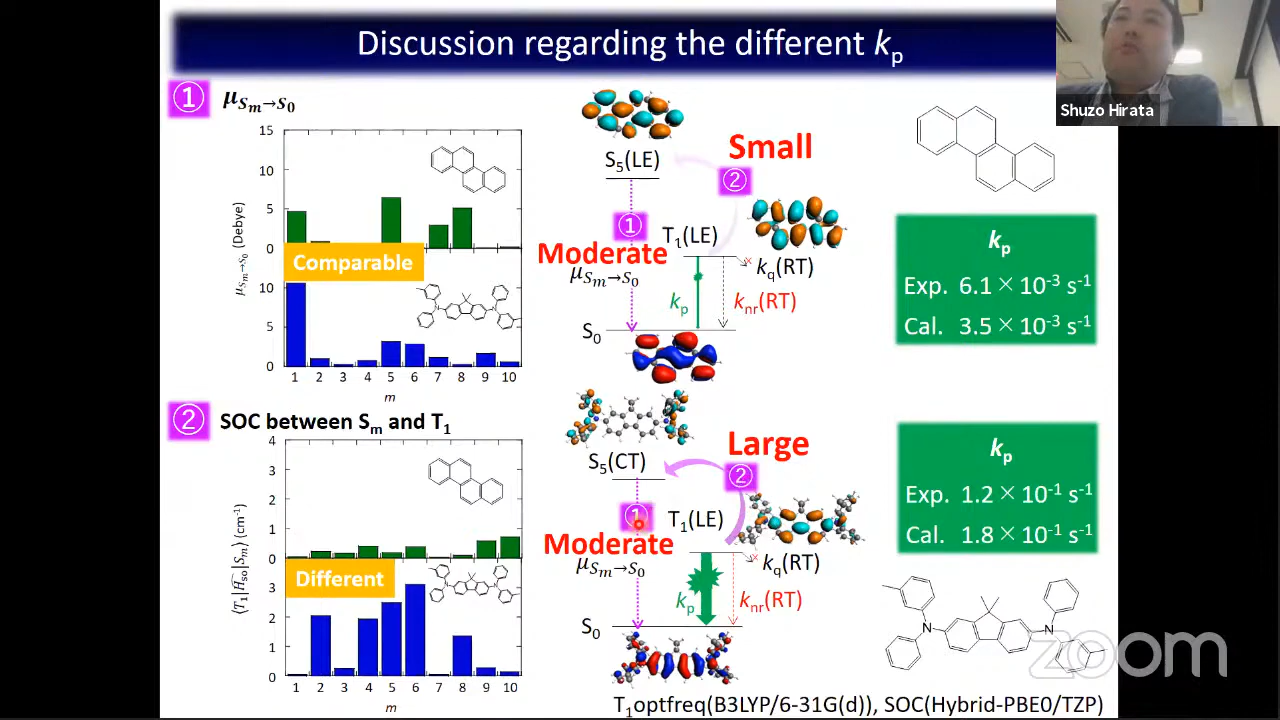 Discussion regarding the different kp
Shuzo Hirata
① μSm→S0
15
10
5
0
Comparable
10
5
0
μSm→S0 (Debye)
1 2 3 4 5 6 7 8 9 10
m
② SOC between Sm and T1
4
3
2
1
0
Different
3
2
1
0
⟨T1|Ĥso|Sm⟩ (cm-1)
1 2 3 4 5 6 7 8 9 10
m
Small
S5(LE)
②
①
T1(LE)
Moderate
μSm→S0
kq(RT)
kp
knr(RT)
S0
Large
S5(CT)
②
①
T1(LE)
Moderate
μSm→S0
kq(RT)
kp
knr(RT)
S0
kp
Exp. 6.1 × 10-3 s-1
Cal. 3.5 × 10-3 s-1
kp
Exp. 1.2 × 10-1 s-1
Cal. 1.8 × 10-1 s-1
N
N
zoom
T1optfreq(B3LYP/6-31G(d)), SOC(Hybrid-PBE0/TZP)